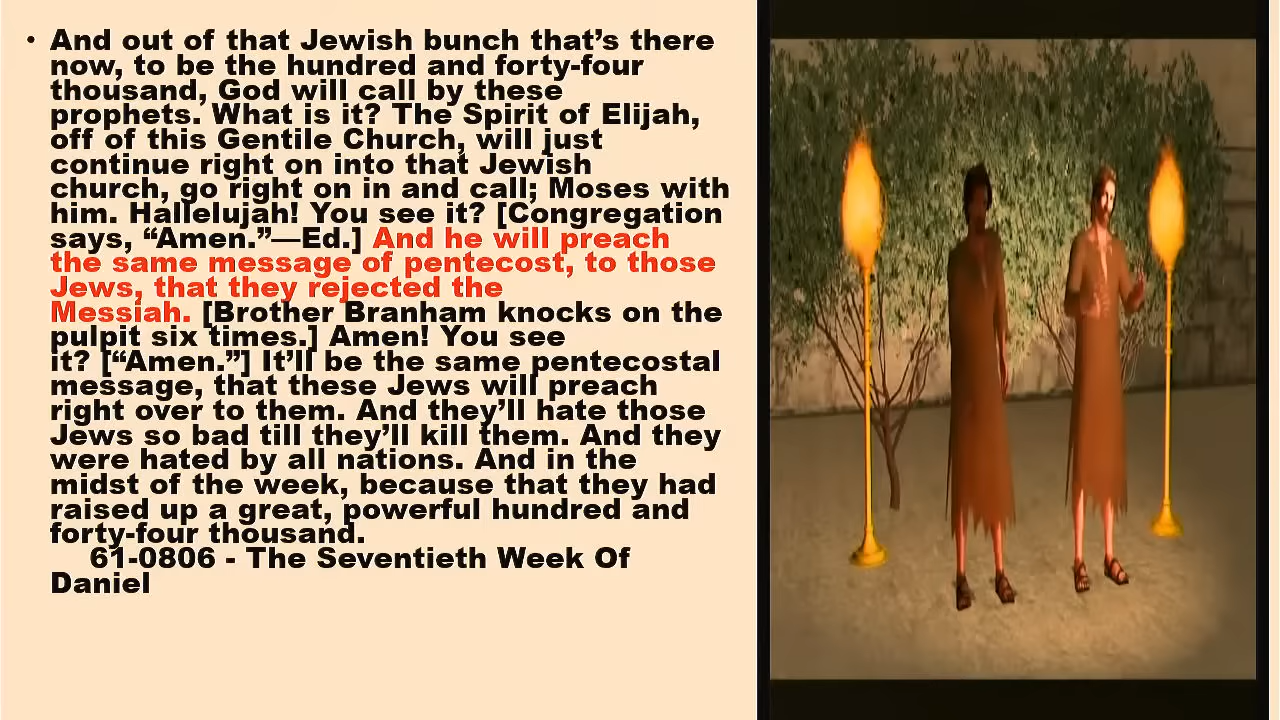 • And out of that Jewish bunch that’s there
now, to be the hundred and forty-four
thousand, God will call by these
prophets. What is it? The Spirit of Elijah,
off of this Gentile Church, will just
continue right on into that Jewish
church, go right on in and call; Moses with
him. Hallelujah! You see it? [Congregation
says, “Amen.”—Ed.] And he will preach
the same message of pentecost, to those
Jews, that they rejected the
Messiah. [Brother Branham knocks on the
pulpit six times.] Amen! You see
it? [“Amen.”] It’ll be the same pentecostal
message, that these Jews will preach
right over to them. And they’ll hate those
Jews so bad till they’ll kill them. And they
were hated by all nations. And in the
midst of the week, because that they had
raised up a great, powerful hundred and
forty-four thousand.
61-0806 - The Seventieth Week Of
Daniel